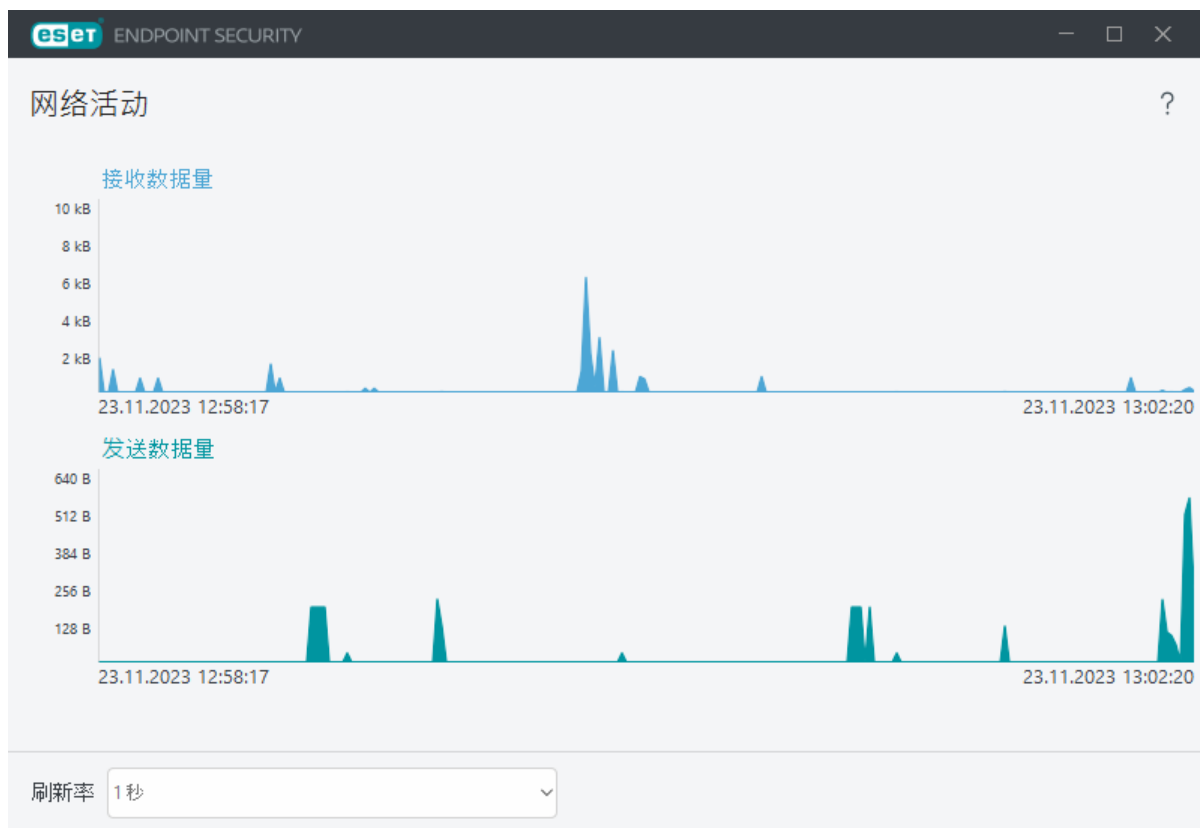 eset ENDPOINT SECURITY
网络活动
?
接收数据量
10 kB
8 kB
6 kB
4 kB
2 kB
23.11.2023 12:58:17 23.11.2023 13:02:20
发送数据量
640 B
512 B
384 B
256 B
128 B
23.11.2023 12:58:17 23.11.2023 13:02:20
刷新率 1 秒